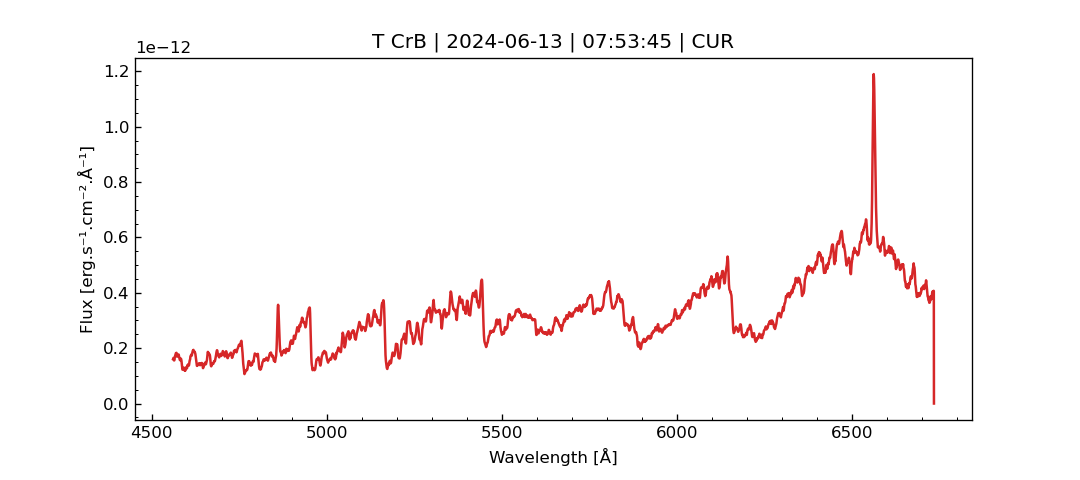 T CrB | 2024-06-13 | 07:53:45 | CUR
1e−12
1.2
1.0
0.8
0.6
0.4
0.2
0.0
Flux [erg.s⁻¹.cm⁻².Å⁻¹]
4500 5000 5500 6000 6500
Wavelength [Å]